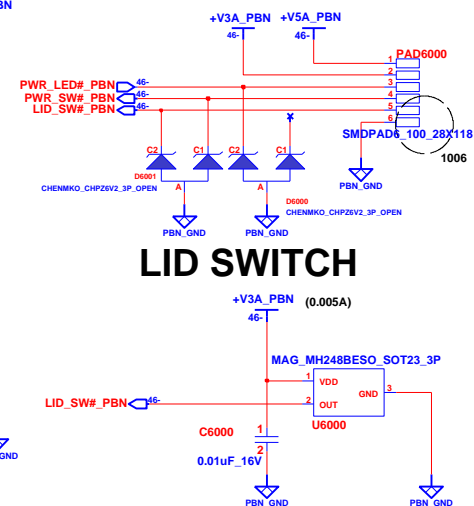 BN
+V3A_PBN +V5A_PBN
46- 46-
PAD6000
1
2
PWR_LED#_PBN 46- 3
PWR_SW#_PBN 46- 4
LID_SW#_PBN 46- 5
6
SMDPAD6_100_28X118
1006
C2 C1 C2 C1
D6001 A A D6000
CHENMKO_CHPZ6V2_3P_OPEN
CHENMKO_CHPZ6V2_3P_OPEN
PBN_GND
PBN_GND PBN_GND
LID SWITCH
+V3A_PBN (0.005A)
46-
MAG_MH248BESO_SOT23_3P
1 VDD
GND 3
LID_SW#_PBN 46- 2 OUT
U6000
C6000 1
2
0.01uF_16V
GND
PBN_GND PBN_GND